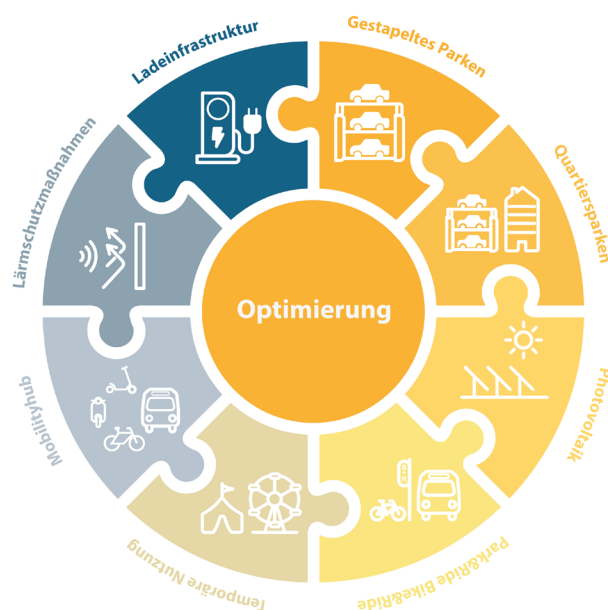 Ladeinfrastruktur
Gestapeltes Parken
Quartiersparken
Photovoltaik
Park&Ride Bike&Ride
Temporäre Nutzung
Mobilityhub
Lärmschutzmaßnahmen
Optimierung